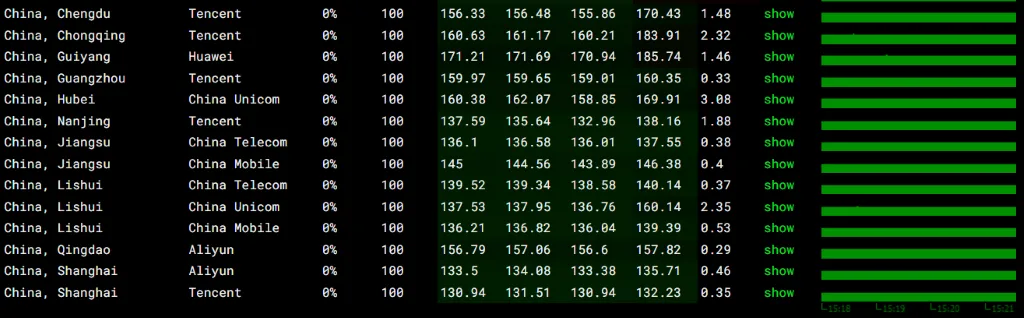 China, Chengdu Tencent 0% 100 156.33 156.48 155.86 170.43 1.48 show
China, Chongqing Tencent 0% 100 160.63 161.17 160.21 183.91 2.32 show
China, Guiyang Huawei 0% 100 171.21 171.69 170.94 185.74 1.46 show
China, Guangzhou Tencent 0% 100 159.97 159.65 159.01 160.35 0.33 show
China, Hubei China Unicom 0% 100 160.38 162.07 158.85 169.91 3.08 show
China, Nanjing Tencent 0% 100 137.59 135.64 132.96 138.16 1.88 show
China, Jiangsu China Telecom 0% 100 136.1 136.58 136.01 137.55 0.38 show
China, Jiangsu China Mobile 0% 100 145 144.56 143.89 146.38 0.4 show
China, Lishui China Telecom 0% 100 139.52 139.34 138.58 140.14 0.37 show
China, Lishui China Unicom 0% 100 137.53 137.95 136.76 160.14 2.35 show
China, Lishui China Mobile 0% 100 136.21 136.82 136.04 139.39 0.53 show
China, Qingdao Aliyun 0% 100 156.79 157.06 156.6 157.82 0.29 show
China, Shanghai Aliyun 0% 100 133.5 134.08 133.38 135.71 0.46 show
China, Shanghai Tencent 0% 100 130.94 131.51 130.94 132.23 0.35 show
15:18 15:19 15:20 15:21